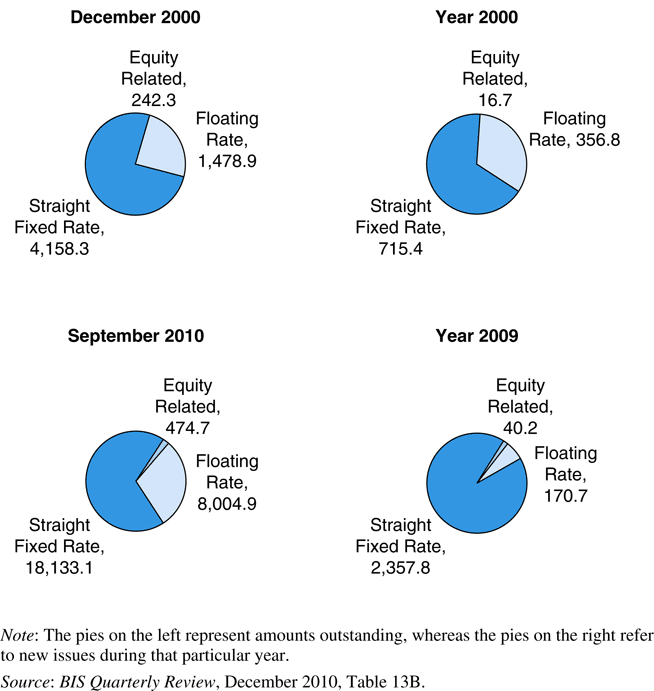 December 2000
Equity
Related,
242.3
Floating
Rate,
1,478.9
Straight
Fixed Rate,
4,158.3
Year 2000
Equity
Related,
16.7
Floating
Rate, 356.8
Straight
Fixed Rate,
715.4
September 2010
Equity
Related,
474.7
Floating
Rate,
8,004.9
Straight
Fixed Rate,
18,133.1
Year 2009
Equity
Related,
40.2
Floating
Rate,
170.7
Straight
Fixed Rate,
2,357.8
Note: The pies on the left represent amounts outstanding, whereas the pies on the right refer
to new issues during that particular year.
Source: BIS Quarterly Review, December 2010, Table 13B.